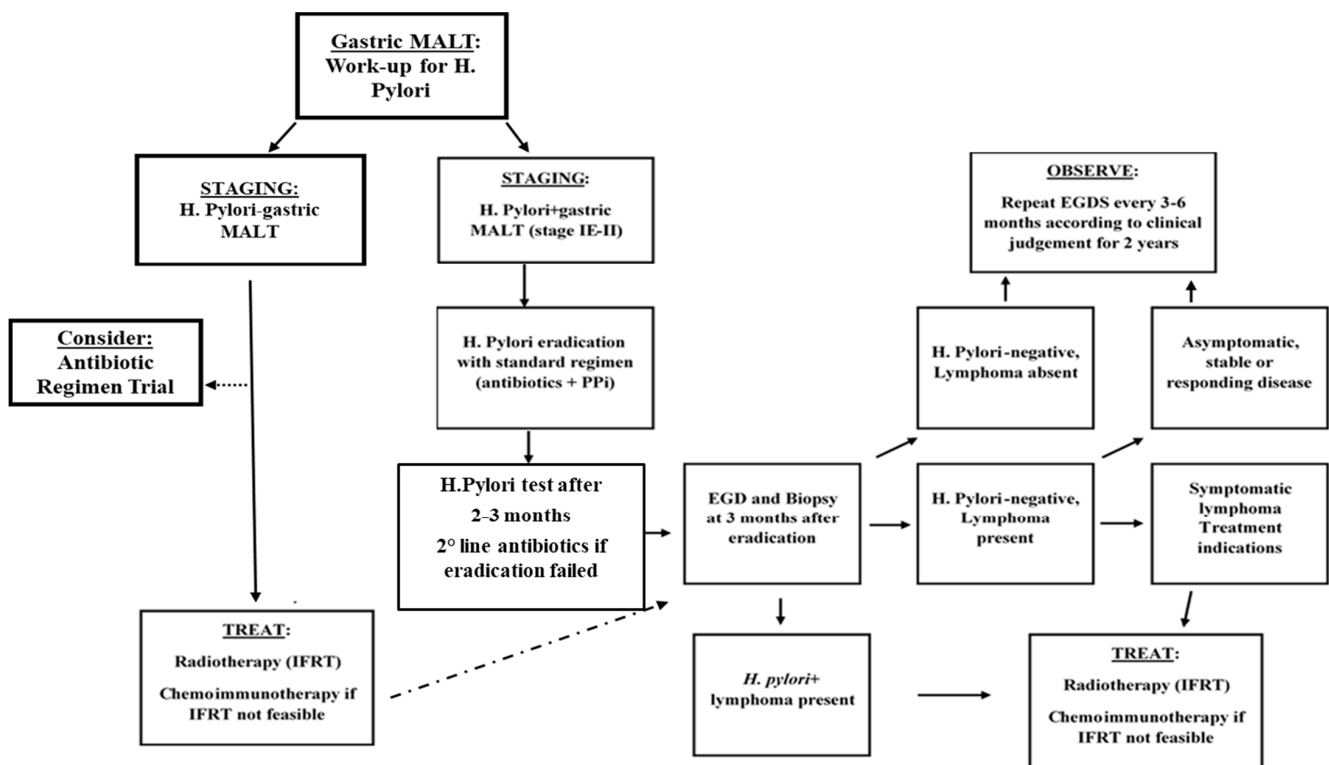 Gastric MALT:
Work-up for H.
Pylori
STAGING:
H. Pylori-gastric
MALT
STAGING:
H. Pylori+gastric
MALT (stage IE-II)
OBSERVE:
Repeat EGDS every 3-6
months according to clinical
judgement for 2 years
Consider:
Antibiotic
Regimen Trial
H. Pylori eradication
with standard regimen
(antibiotics + PPi)
H. Pylori-negative,
Lymphoma absent
Asymptomatic,
stable or
responding disease
H.Pylori test after
2-3 months
2° line antibiotics if
eradication failed
EGD and Biopsy
at 3 months after
eradication
H. Pylori-negative,
Lymphoma
present
Symptomatic
lymphoma
Treatment
indications
TREAT:
Radiotherapy (IFRT)
Chemoimmunotherapy if
IFRT not feasible
H. pylori+
lymphoma present
TREAT:
Radiotherapy (IFRT)
Chemoimmunotherapy if
IFRT not feasible